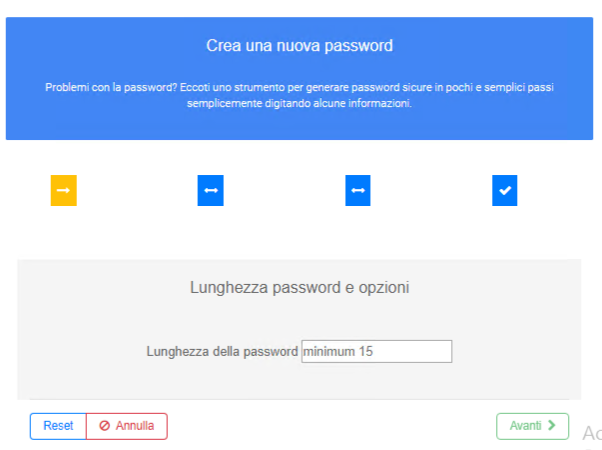 Crea una nuova password
Problemi con la password? Eccoti uno strumento per generare password sicure in pochi e semplici passi
semplicemente digitando alcune informazioni.
Lunghezza password e opzioni
Lunghezza della password minimum 15
Reset Annulla Avanti